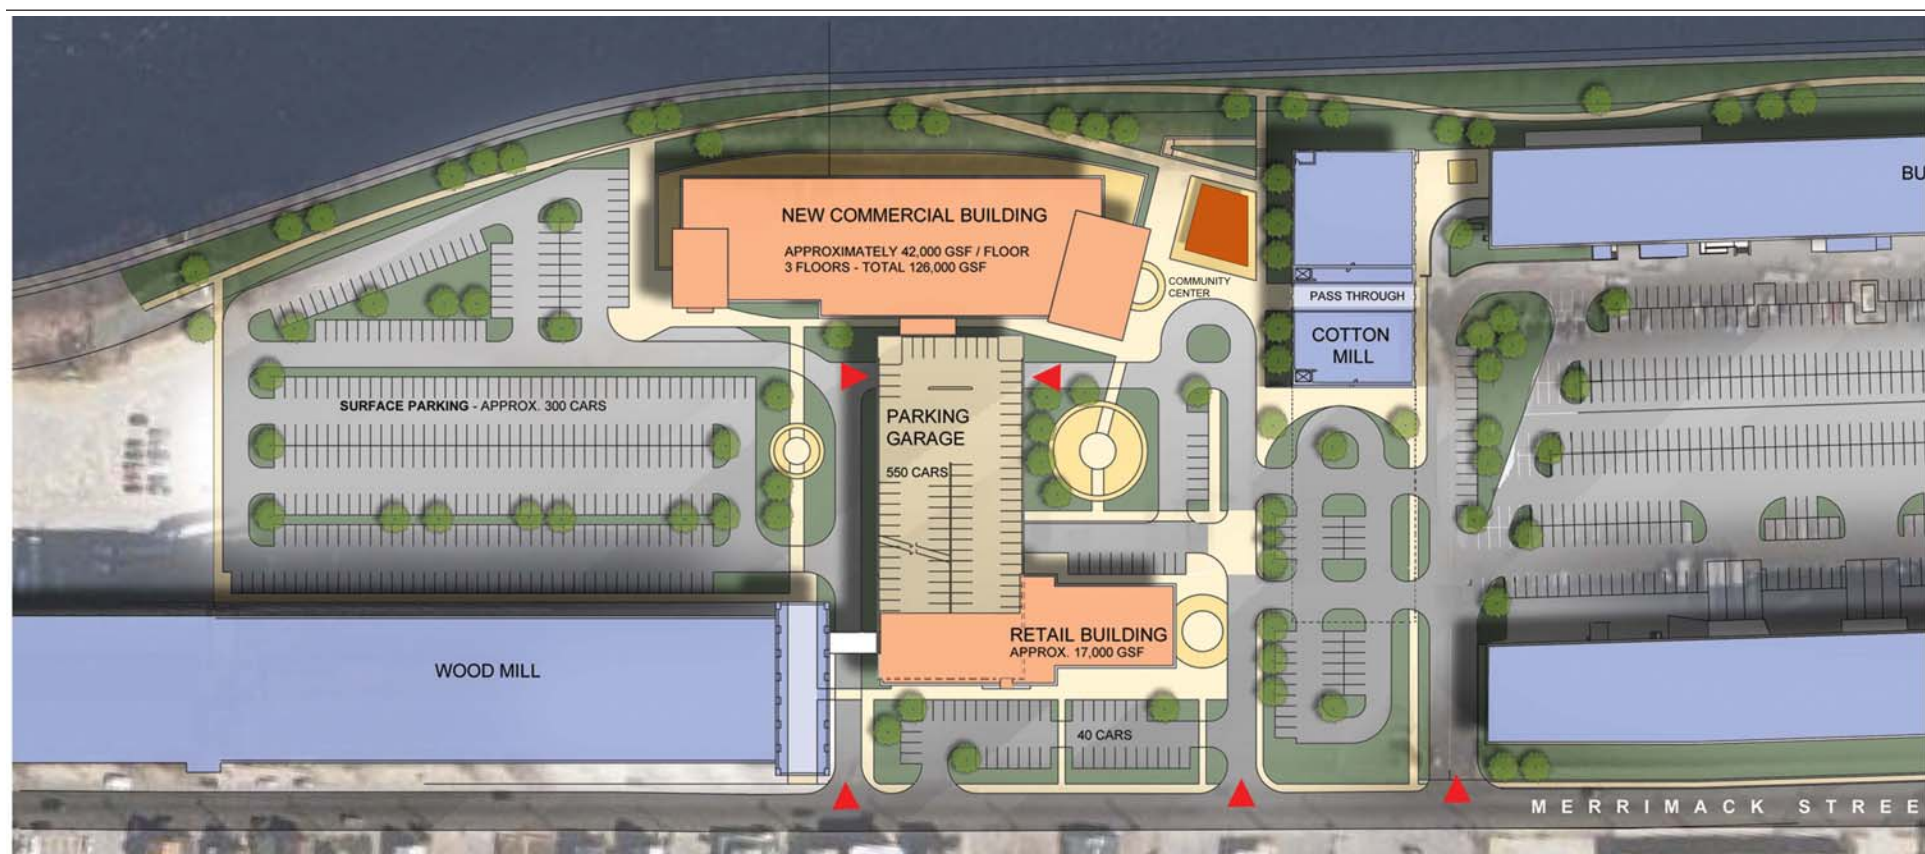 NEW COMMERCIAL BUILDING
APPROXIMATELY 42,000 GSF / FLOOR
3 FLOORS - TOTAL 126,000 GSF
BU
COMMUNITY
CENTER
PASS THROUGH
COTTON
MILL
SURFACE PARKING - APPROX. 300 CARS
PARKING
GARAGE
550 CARS
RETAIL BUILDING
APPROX. 17,000 GSF
WOOD MILL
40 CARS
MERRIMACK STREE